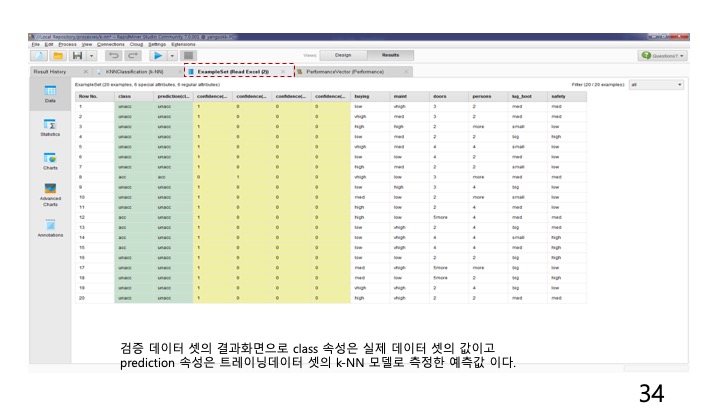 //Local Repository/processes/k-nn* – RapidMiner Studio Community 7.0.001 @ yangseoki-PC
File Edit Process View Connections Cloud Settings Extensions
Views: Design Results Questions?
Result History KNNClassification (k-NN) ExampleSet (Read Excel (2)) PerformanceVector (Performance)
Data
Statistics
Charts
Advanced Charts
Annotations
ExampleSet (20 examples, 6 special attributes, 6 regular attributes) Filter (20 / 20 examples): all
Row No. class prediction(cl... confidence(... confidence(... confidence(... confidence(... buying maint doors persons lug_boot safety
1 unacc unacc 1 0 0 0 low vhigh 3 2 med med
2 unacc unacc 1 0 0 0 vhigh med 3 2 med med
3 unacc unacc 1 0 0 0 high high 2 more small low
4 unacc unacc 1 0 0 0 low med 2 2 big high
5 unacc unacc 1 0 0 0 vhigh med 4 4 small low
6 unacc unacc 1 0 0 0 low low 4 2 med low
7 unacc unacc 1 0 0 0 high med 2 2 small low
8 acc acc 0 1 0 0 vhigh low 3 more med med
9 unacc unacc 1 0 0 0 low high 3 4 big low
10 unacc unacc 1 0 0 0 med low 2 more small low
11 unacc unacc 1 0 0 0 high low 2 4 med low
12 acc unacc 1 0 0 0 high low 5more 4 med med
13 acc unacc 1 0 0 0 low vhigh 2 4 big med
14 acc unacc 1 0 0 0 low vhigh 4 4 small high
15 acc unacc 1 0 0 0 low vhigh 4 4 med high
16 unacc unacc 1 0 0 0 low low 2 2 big high
17 unacc unacc 1 0 0 0 med vhigh 5more more big low
18 unacc unacc 1 0 0 0 med low 5more 2 small high
19 unacc unacc 1 0 0 0 vhigh vhigh 2 4 big low
20 unacc unacc 1 0 0 0 high vhigh 2 2 med med
검증 데이터 셋의 결과화면으로 class 속성은 실제 데이터 셋의 값이고
prediction 속성은 트레이닝데이터 셋의 k-NN 모델로 측정한 예측값 이다.
34